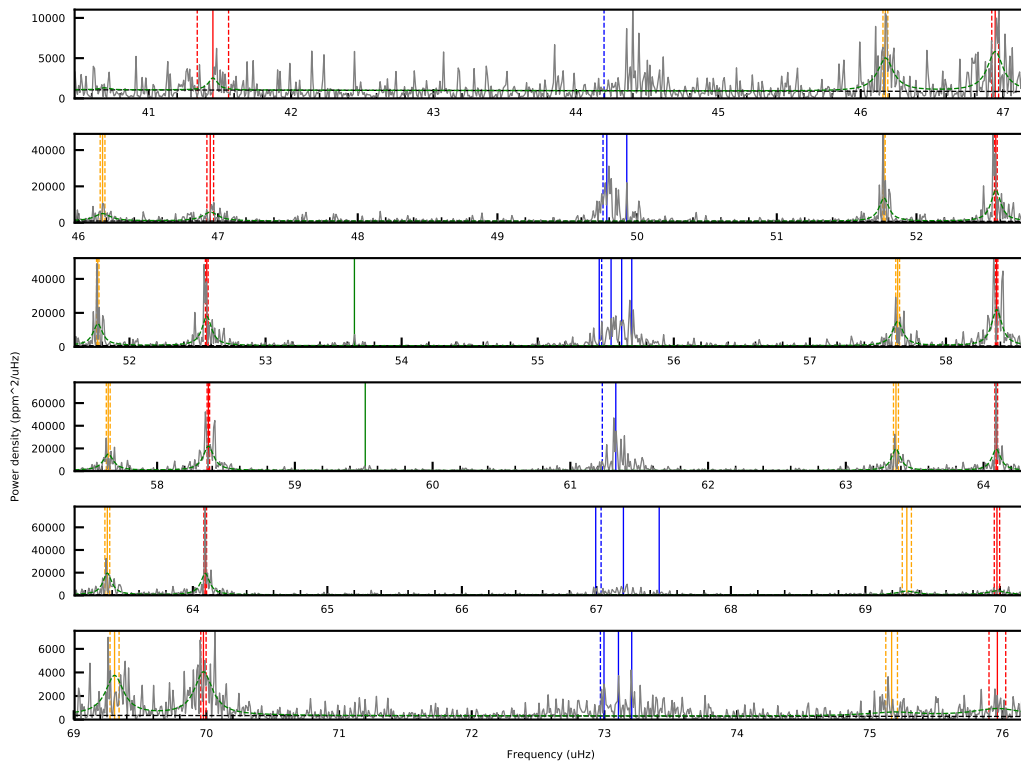 10000
5000
0
41 42 43 44 45 46 47
40000
20000
0
46 47 48 49 50 51 52
40000
20000
0
52 53 54 55 56 57 58
Power density (ppm^2/uHz)
60000
40000
20000
0
58 59 60 61 62 63 64
60000
40000
20000
0
64 65 66 67 68 69 70
6000
4000
2000
0
69 70 71 72 73 74 75 76
Frequency (uHz)